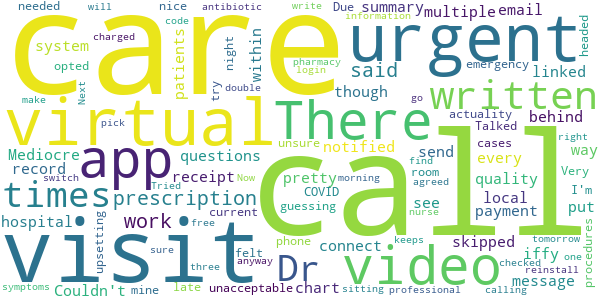 needed will antibiotic nice Due summary multiple email
care urgent
system charged code patients night within write information headed
opted Next try double pharmacy login emergency linked
make said though go
virtual There written
pick unsure notified actuality behind
app Talked
Mediocre questions send cases right way
record switch receipt pretty find every Very
times prescription call quality I'm
Tried Now COVID morning room agreed local put
hospital work current guessing see nurse payment
visit Dr video
upsetting free phone connect keeps skipped iffy procedures
sure three felt checked one tomorrow
Couldn't anyway message reinstall
symptoms mine late unacceptable chart sitting professional calling